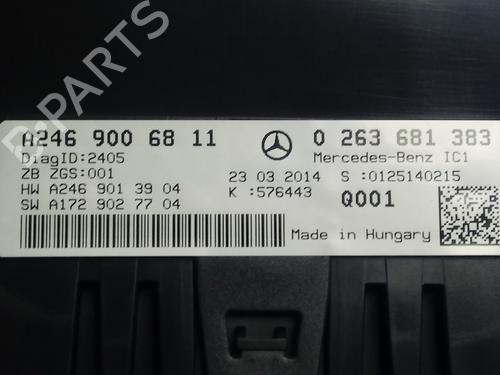 A246 900 68 11 0 263 681 383
DiagID:2405 Mercedes-Benz IC1
ZB ZGS:001 23 03 2014 S :0125140215
HW A246 901 39 04 K :576443 Q001
SW A172 902 77 04
Made in Hungary